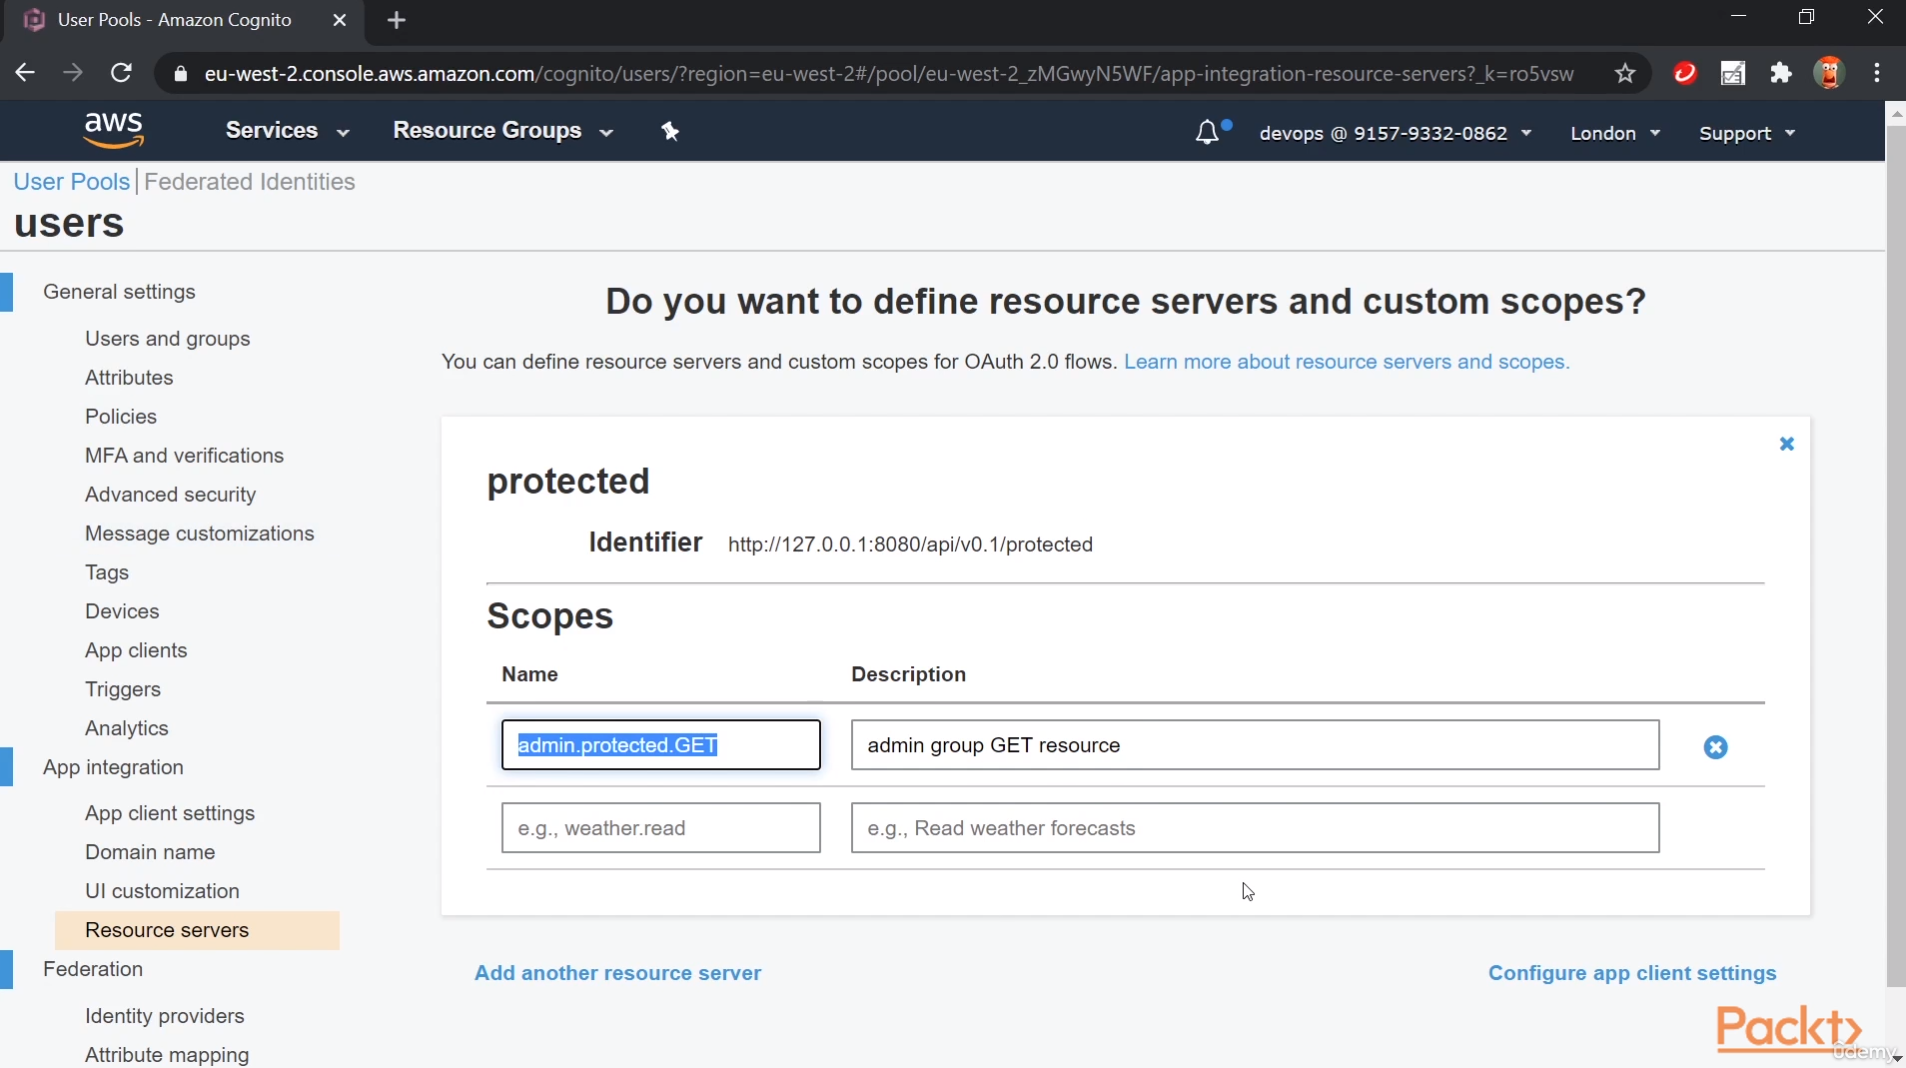 User Pools - Amazon Cognito
eu-west-2.console.aws.amazon.com/cognito/users/?region=eu-west-2#/pool/eu-west-2_zMGwyN5WF/app-integration-resource-servers?_k=ro5vsw
aws Services Resource Groups devops @ 9157-9332-0862 London Support
User Pools Federated Identities
users
General settings
Users and groups
Attributes
Policies
MFA and verifications
Advanced security
Message customizations
Tags
Devices
App clients
Triggers
Analytics
App integration
App client settings
Domain name
UI customization
Resource servers
Federation
Identity providers
Attribute mapping
Do you want to define resource servers and custom scopes?
You can define resource servers and custom scopes for OAuth 2.0 flows. Learn more about resource servers and scopes.
protected
Identifier http://127.0.0.1:8080/api/v0.1/protected
Scopes
Name Description
admin.protected.GET admin group GET resource
e.g., weather.read e.g., Read weather forecasts
Add another resource server Configure app client settings
Packt
ûdemy